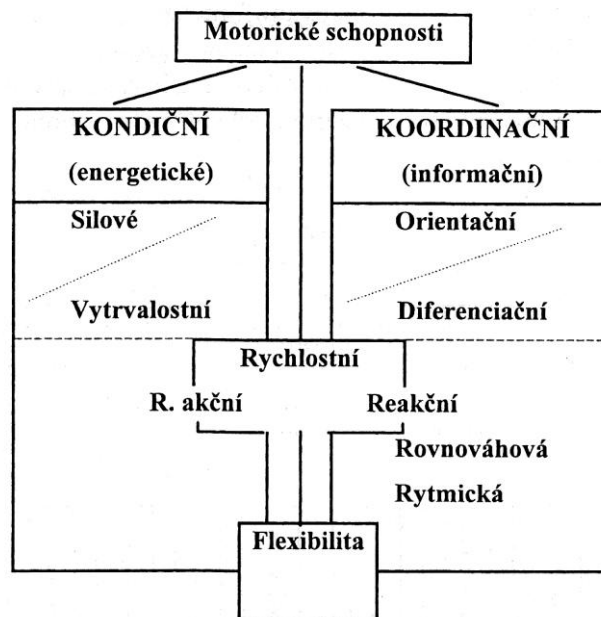 Motorické schopnosti
KONDIČNÍ
(energetické)
KOORDINAČNÍ
(informační)
Silové
Vytrvalostní
Orientační
Diferenciační
Rychlostní
R. akční
Reakční
Rovnováhová
Rytmická
Flexibilita